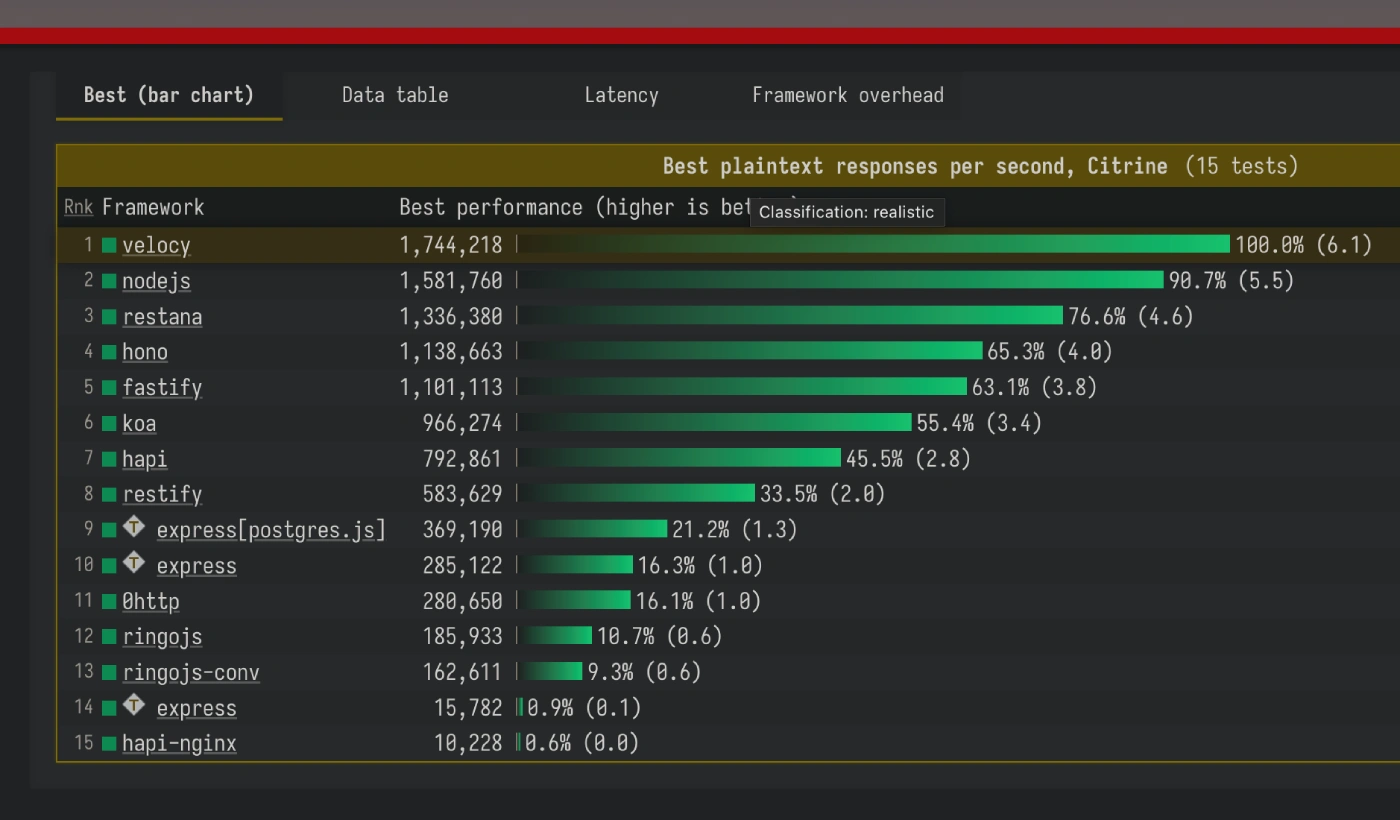 Best (bar chart) Data table Latency Framework overhead
Best plaintext responses per second, Citrine (15 tests)
Rnk Framework Best performance (higher is bet
Classification: realistic
1 velocy 1,744,218 100.0% (6.1)
2 nodejs 1,581,760 90.7% (5.5)
3 restana 1,336,380 76.6% (4.6)
4 hono 1,138,663 65.3% (4.0)
5 fastify 1,101,113 63.1% (3.8)
6 koa 966,274 55.4% (3.4)
7 hapi 792,861 45.5% (2.8)
8 restify 583,629 33.5% (2.0)
9 T express[postgres.js] 369,190 21.2% (1.3)
10 T express 285,122 16.3% (1.0)
11 0http 280,650 16.1% (1.0)
12 ringojs 185,933 10.7% (0.6)
13 ringojs-conv 162,611 9.3% (0.6)
14 T express 15,782 0.9% (0.1)
15 hapi-nginx 10,228 0.6% (0.0)